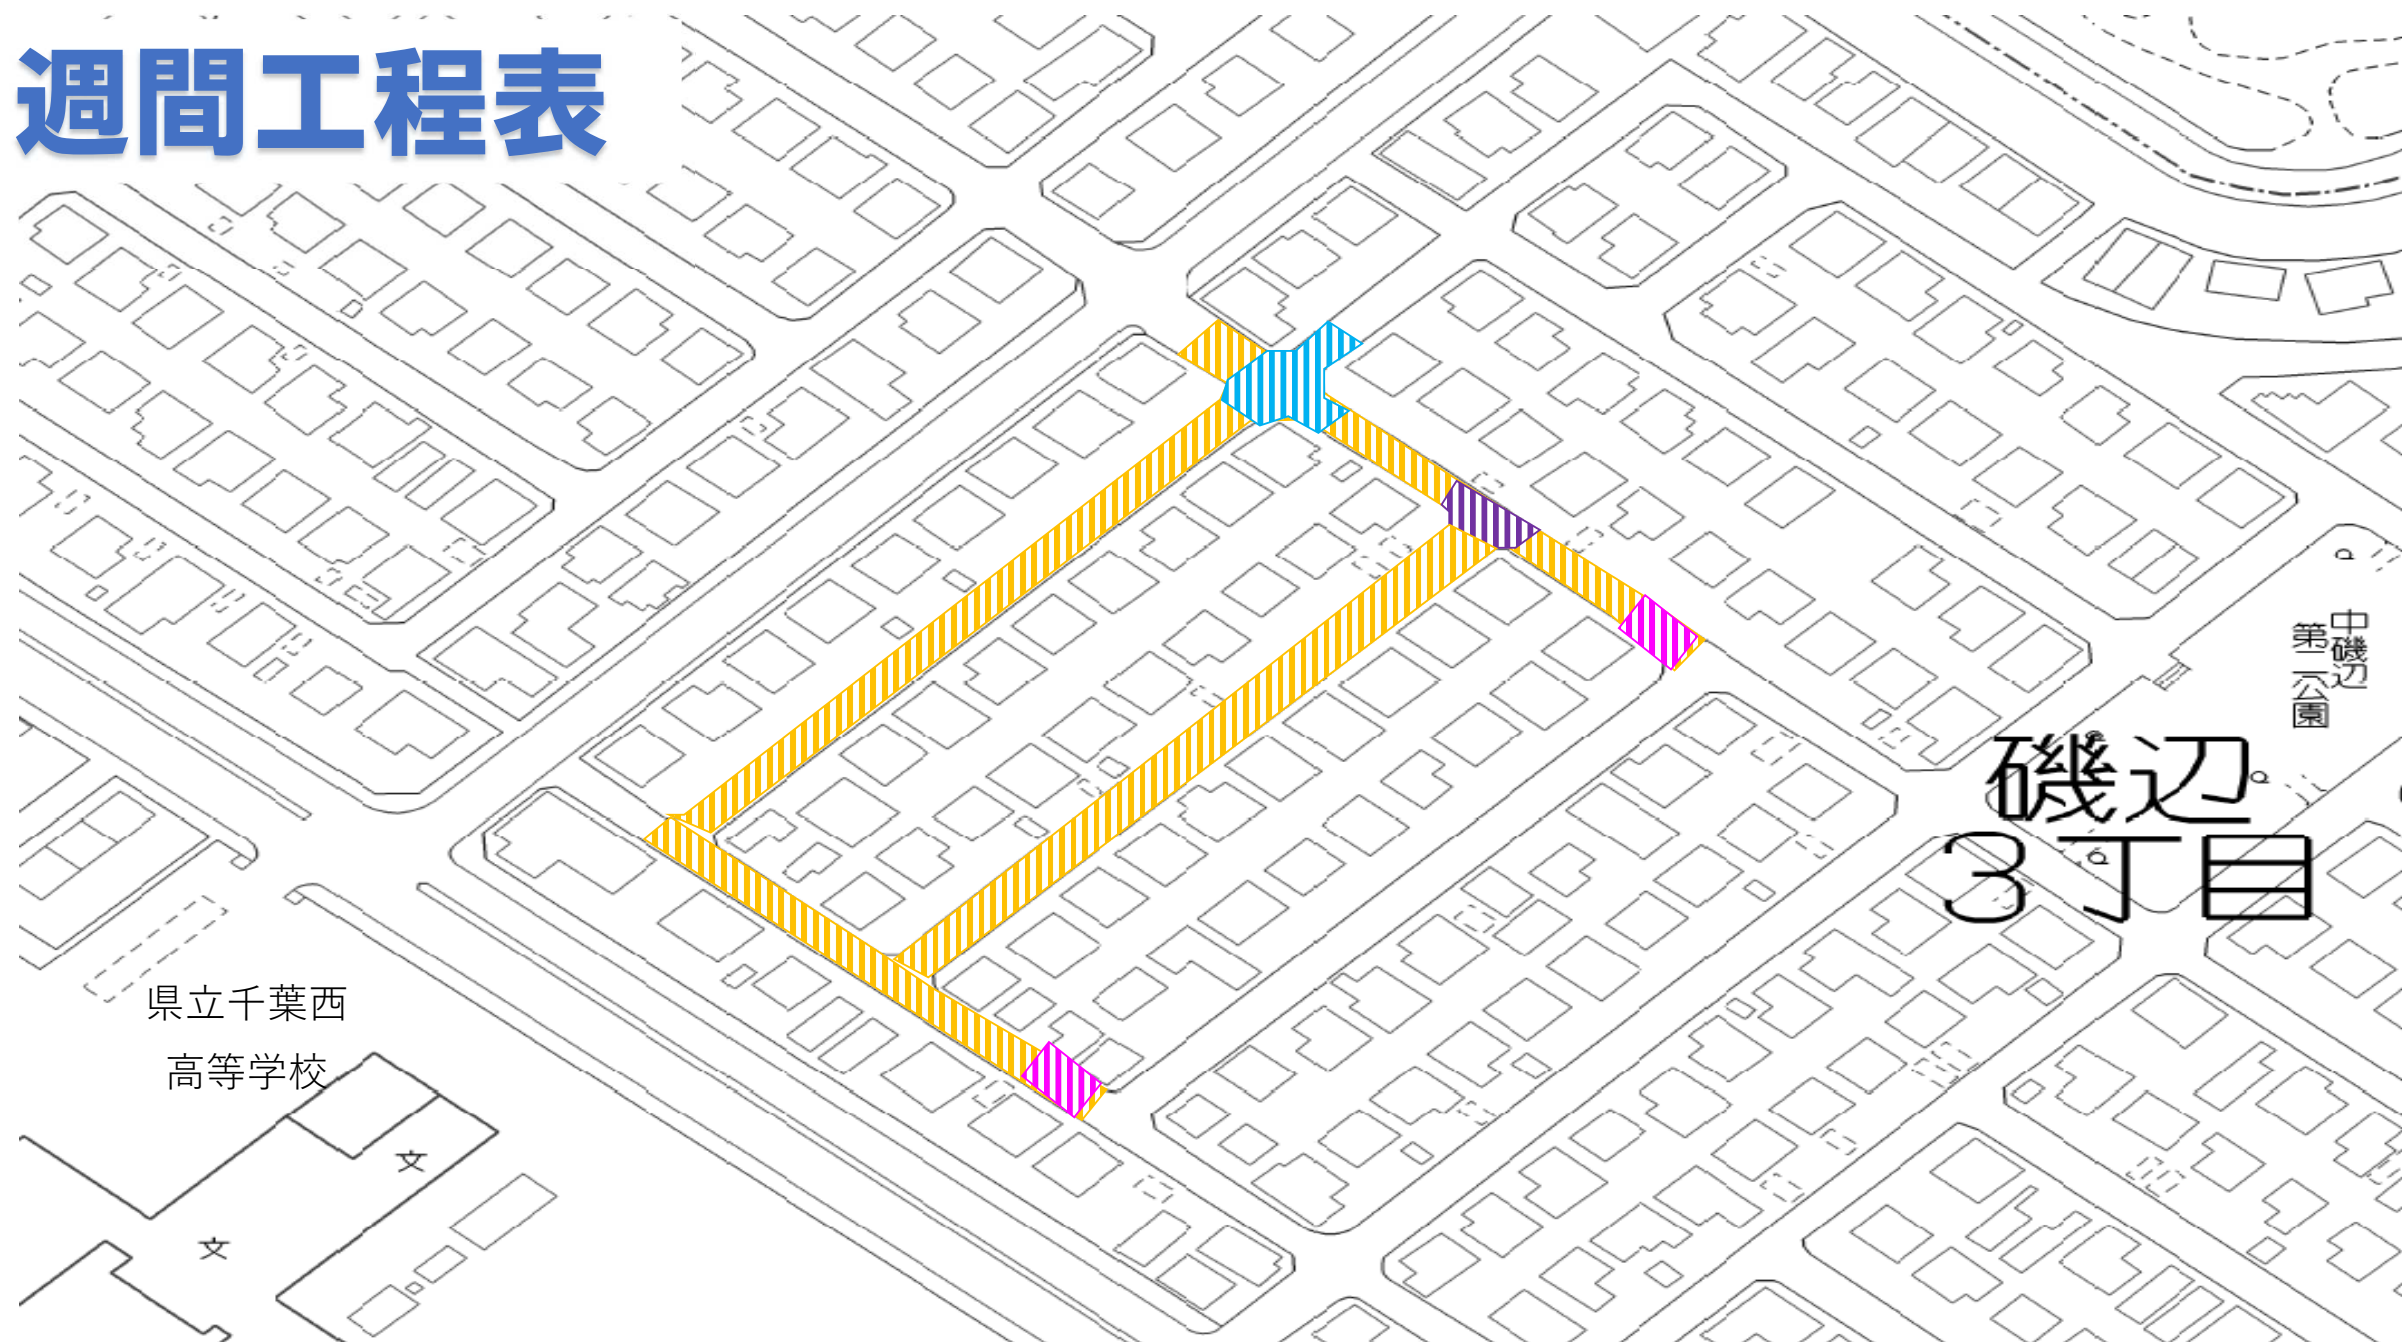 週間工程表
中磯辺
第二公園
磯辺
3丁目
県立千葉西
高等学校
文
文